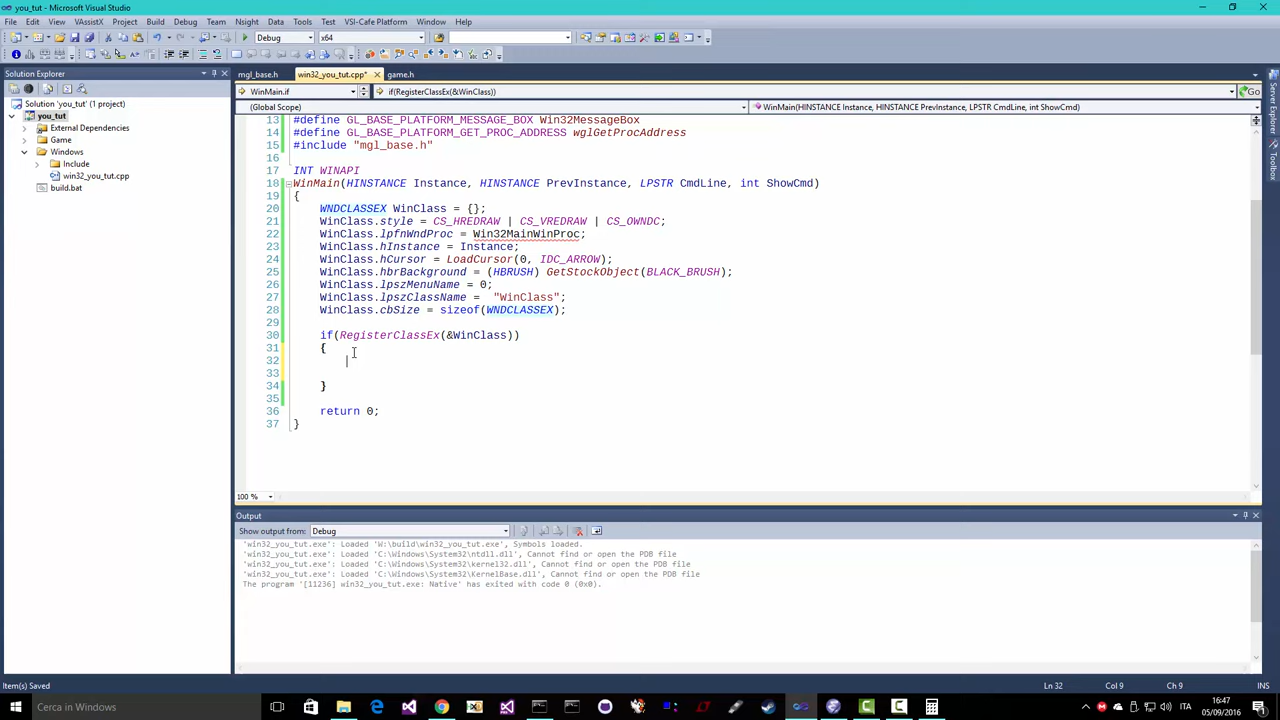 you_tut - Microsoft Visual Studio
File Edit View VAssistX Project Build Debug Team Nsight Data Tools Test VSI-Cafe Platform Window Help
Debug x64
Solution Explorer
mgl_base.h win32_you_tut.cpp* game.h
WinMain.if if(RegisterClassEx(&WinClass)) Go
(Global Scope) WinMain(HINSTANCE Instance, HINSTANCE PrevInstance, LPSTR CmdLine, int ShowCmd)
Solution 'you_tut' (1 project)
you_tut
External Dependencies
Game
Windows
Include
win32_you_tut.cpp
build.bat
13 #define GL_BASE_PLATFORM_MESSAGE_BOX Win32MessageBox
14 #define GL_BASE_PLATFORM_GET_PROC_ADDRESS wglGetProcAddress
15 #include "mgl_base.h"
16
17 INT WINAPI
18 WinMain(HINSTANCE Instance, HINSTANCE PrevInstance, LPSTR CmdLine, int ShowCmd)
19 {
20 WNDCLASSEX WinClass = {};
21 WinClass.style = CS_HREDRAW | CS_VREDRAW | CS_OWNDC;
22 WinClass.lpfnWndProc = Win32MainWinProc;
23 WinClass.hInstance = Instance;
24 WinClass.hCursor = LoadCursor(0, IDC_ARROW);
25 WinClass.hbrBackground = (HBRUSH) GetStockObject(BLACK_BRUSH);
26 WinClass.lpszMenuName = 0;
27 WinClass.lpszClassName = "WinClass";
28 WinClass.cbSize = sizeof(WNDCLASSEX);
29
30 if(RegisterClassEx(&WinClass))
31 {
32
33
34 }
35
36 return 0;
37 }
100 %
Output
Show output from: Debug
'win32_you_tut.exe': Loaded 'W:\build\win32_you_tut.exe', Symbols loaded.
'win32_you_tut.exe': Loaded 'C:\Windows\System32\ntdll.dll', Cannot find or open the PDB file
'win32_you_tut.exe': Loaded 'C:\Windows\System32\kernel32.dll', Cannot find or open the PDB file
'win32_you_tut.exe': Loaded 'C:\Windows\System32\KernelBase.dll', Cannot find or open the PDB file
The program '[11236] win32_you_tut.exe: Native' has exited with code 0 (0x0).
Server Explorer
Toolbox
Item(s) Saved Ln 32 Col 9 Ch 9 INS
Cerca in Windows ITA 16:47
05/09/2016